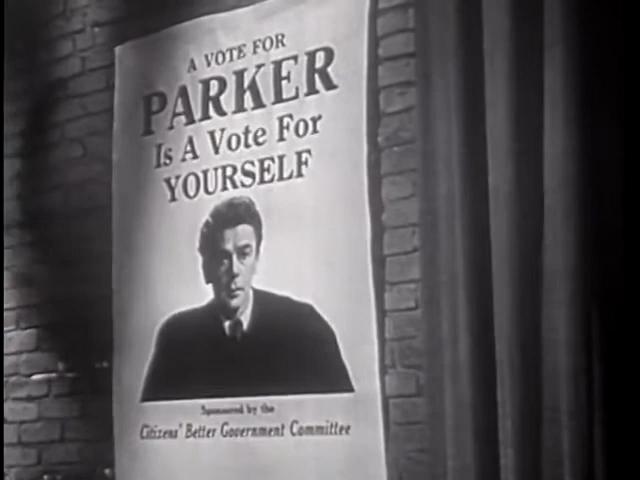 A VOTE FOR
PARKER
Is A Vote For
YOURSELF
Sponsored by the
Citizens' Better Government Committee